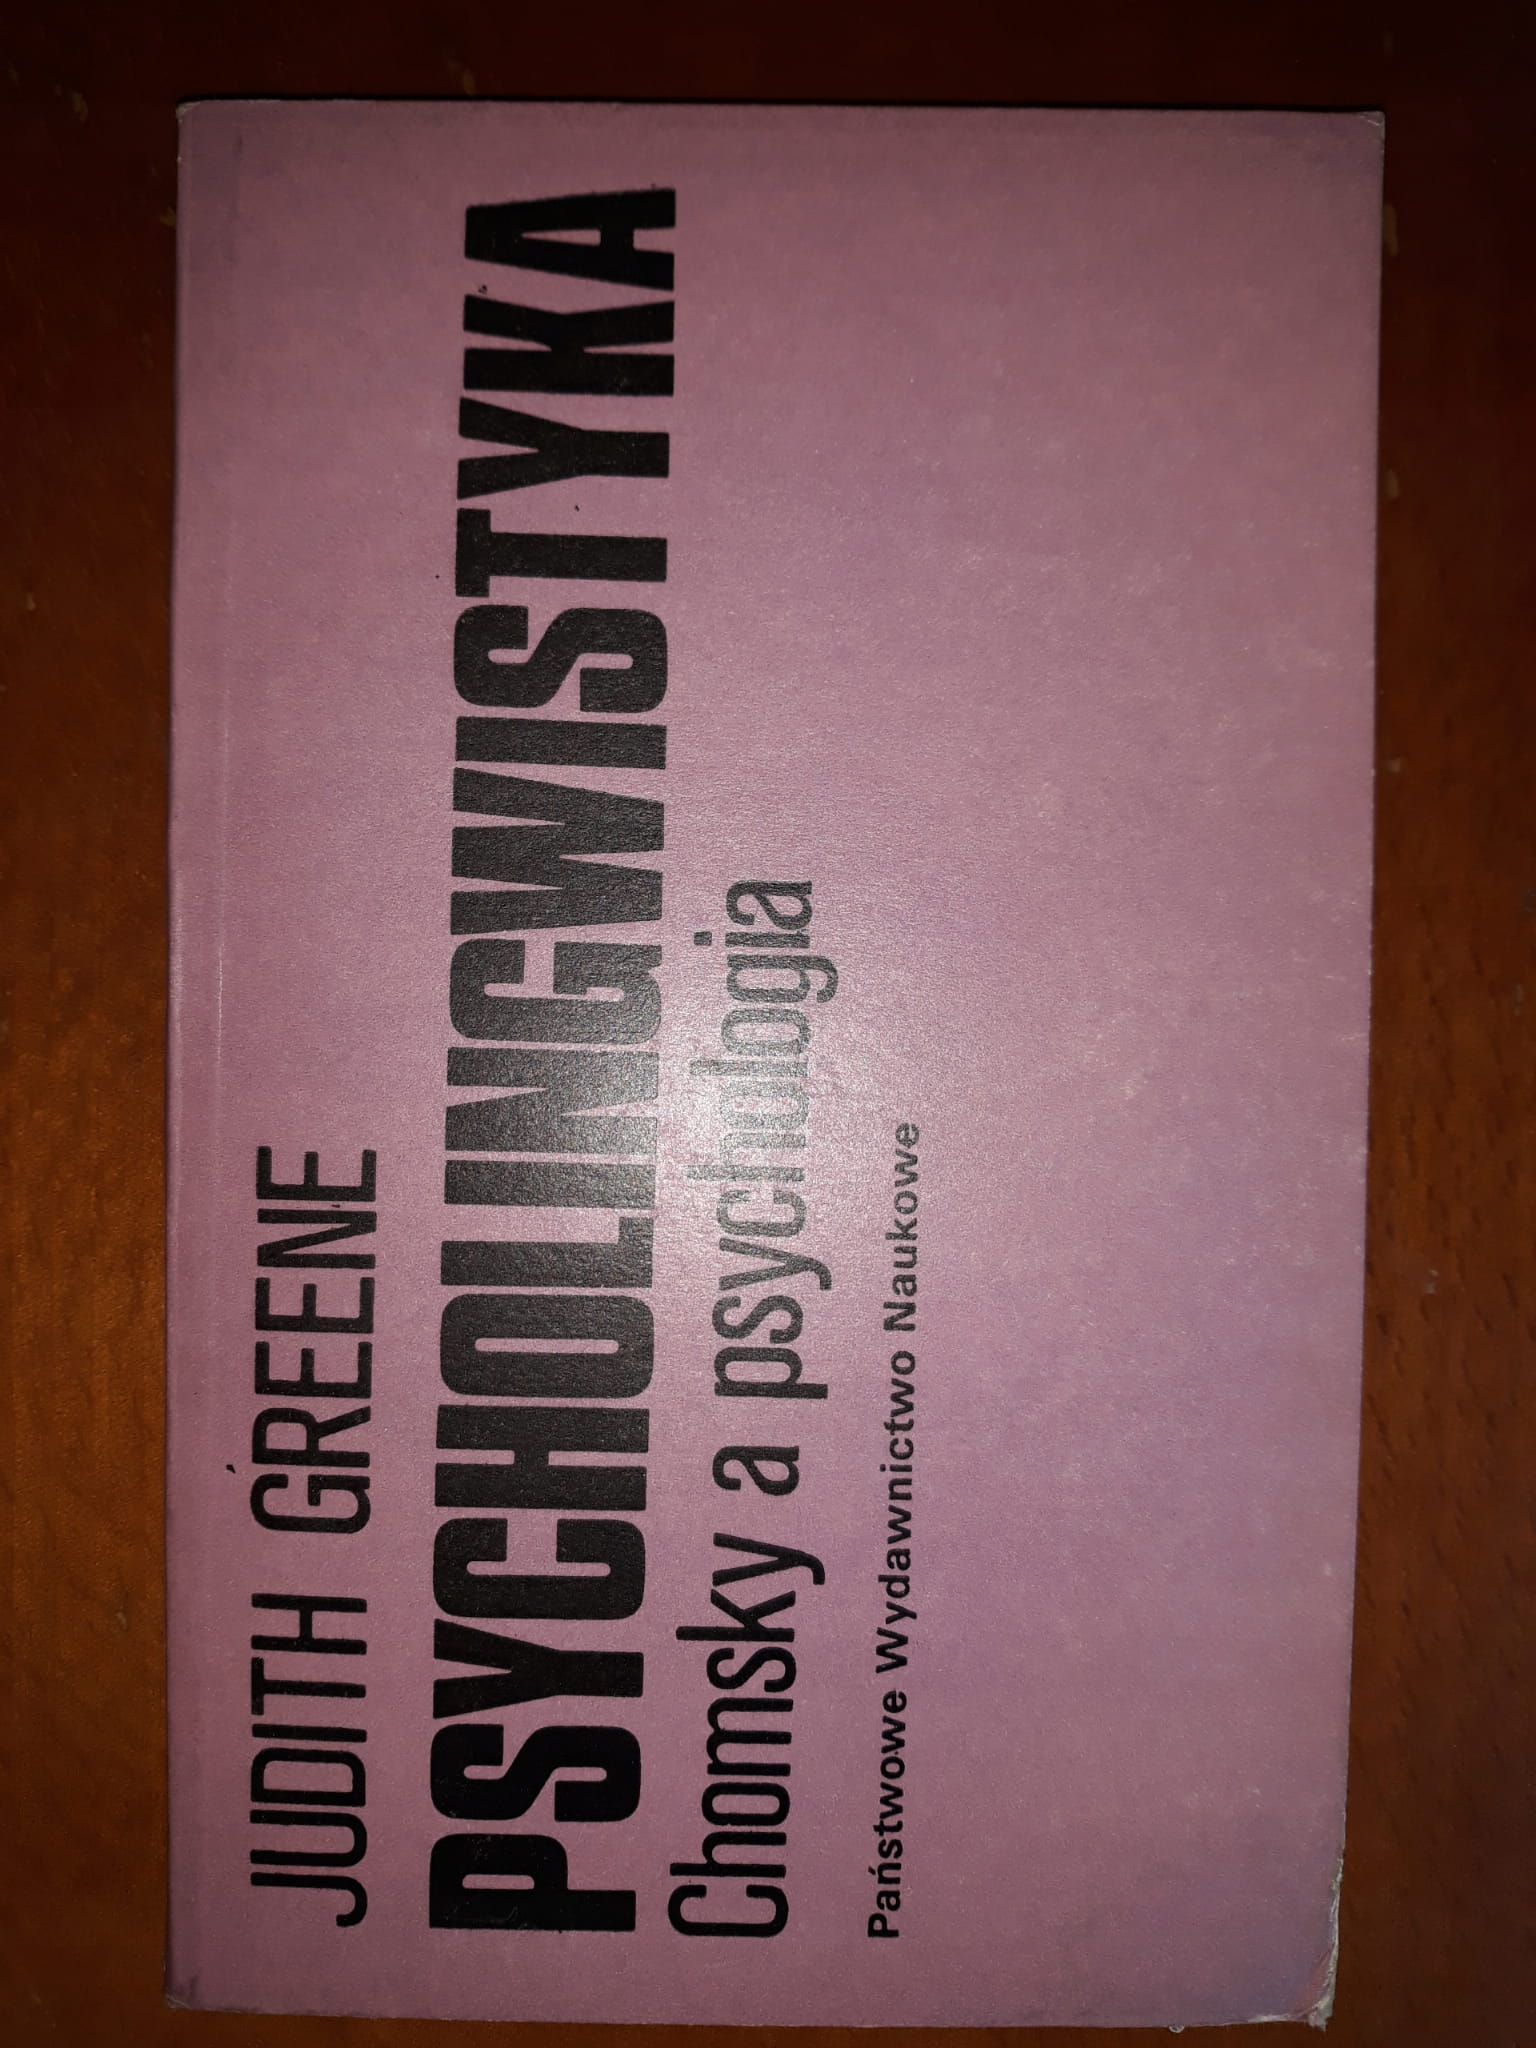 JUDITH GREENE
PSYCHOLINGWISTYKA
Chomsky a psychologia
Państwowe Wydawnictwo Naukowe